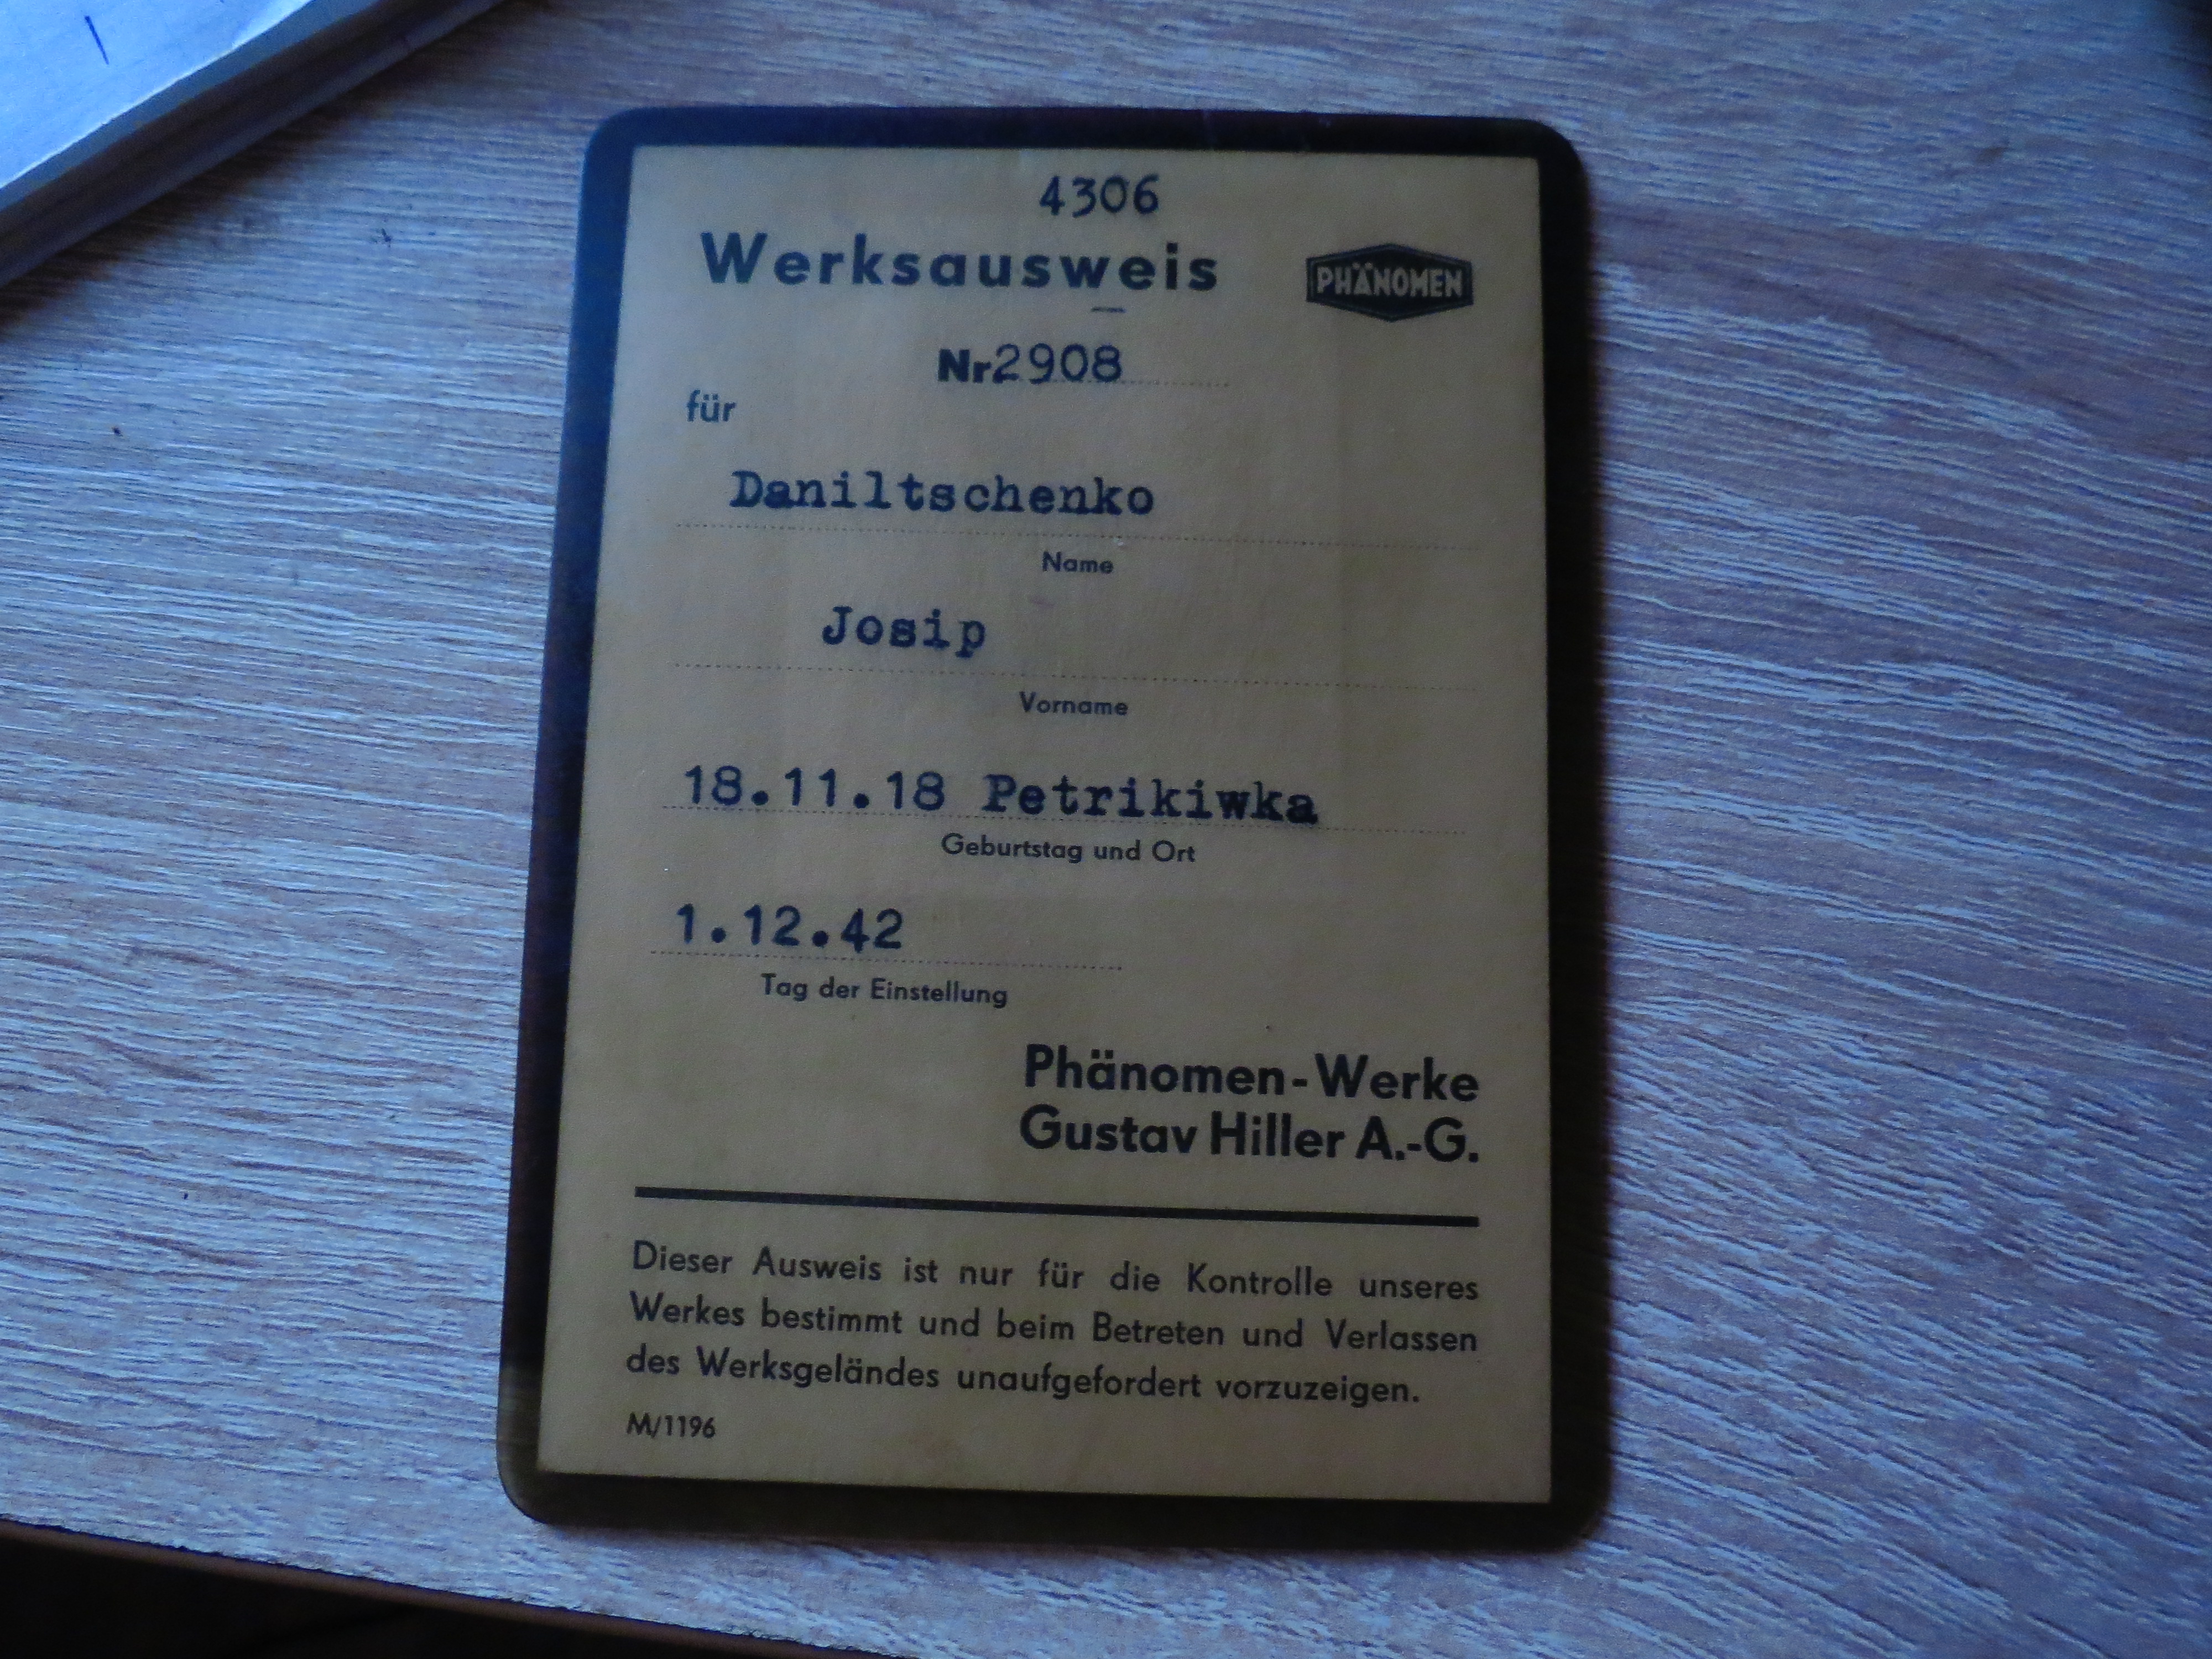 4306
Werksausweis
PHÄNOMEN
Nr2908
für
Daniltschenko
Name
Josip
Vorname
18.11.18 Petrikiwka
Geburtstag und Ort
1.12.42
Tag der Einstellung
Phänomen-Werke
Gustav Hiller A.-G.
Dieser Ausweis ist nur für die Kontrolle unseres
Werkes bestimmt und beim Betreten und Verlassen
des Werksgeländes unaufgefordert vorzuzeigen.
M/1196